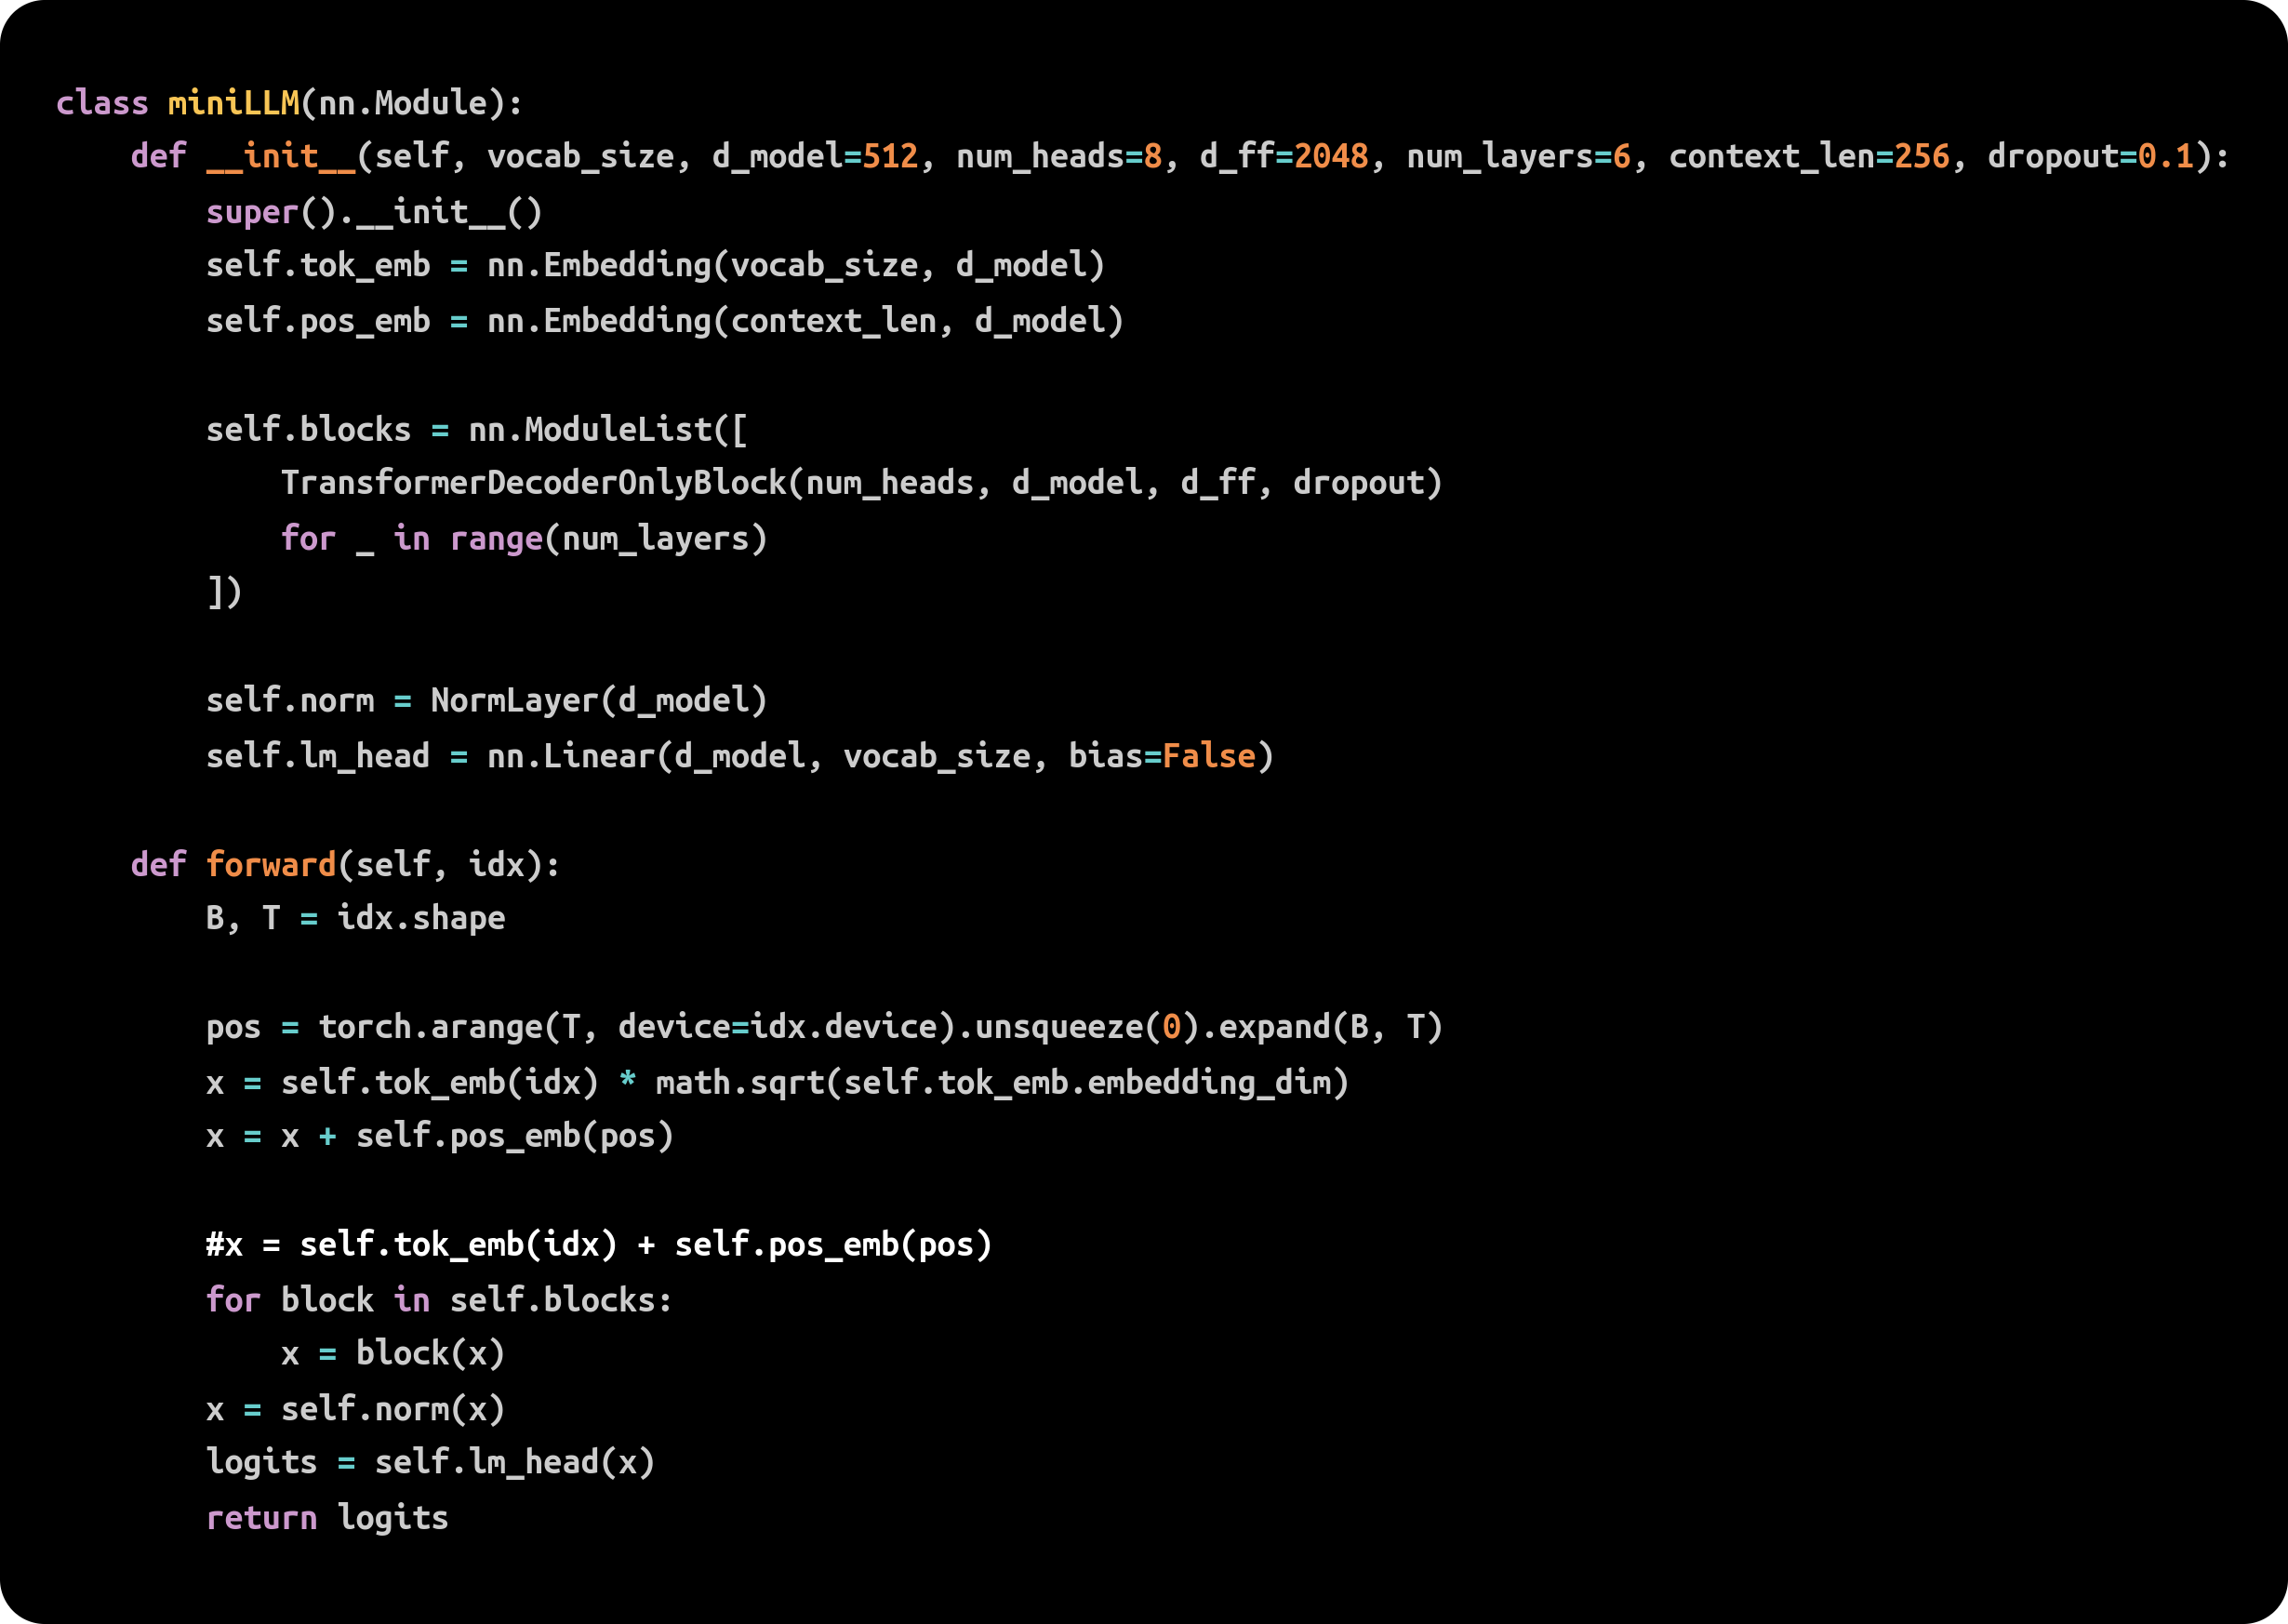 class miniLLM(nn.Module):
    def __init__(self, vocab_size, d_model=512, num_heads=8, d_ff=2048, num_layers=6, context_len=256, dropout=0.1):
        super().__init__()
        self.tok_emb = nn.Embedding(vocab_size, d_model)
        self.pos_emb = nn.Embedding(context_len, d_model)

        self.blocks = nn.ModuleList([
            TransformerDecoderOnlyBlock(num_heads, d_model, d_ff, dropout)
            for _ in range(num_layers)
        ])

        self.norm = NormLayer(d_model)
        self.lm_head = nn.Linear(d_model, vocab_size, bias=False)

    def forward(self, idx):
        B, T = idx.shape

        pos = torch.arange(T, device=idx.device).unsqueeze(0).expand(B, T)
        x = self.tok_emb(idx) * math.sqrt(self.tok_emb.embedding_dim)
        x = x + self.pos_emb(pos)

        #x = self.tok_emb(idx) + self.pos_emb(pos)
        for block in self.blocks:
            x = block(x)
        x = self.norm(x)
        logits = self.lm_head(x)
        return logits